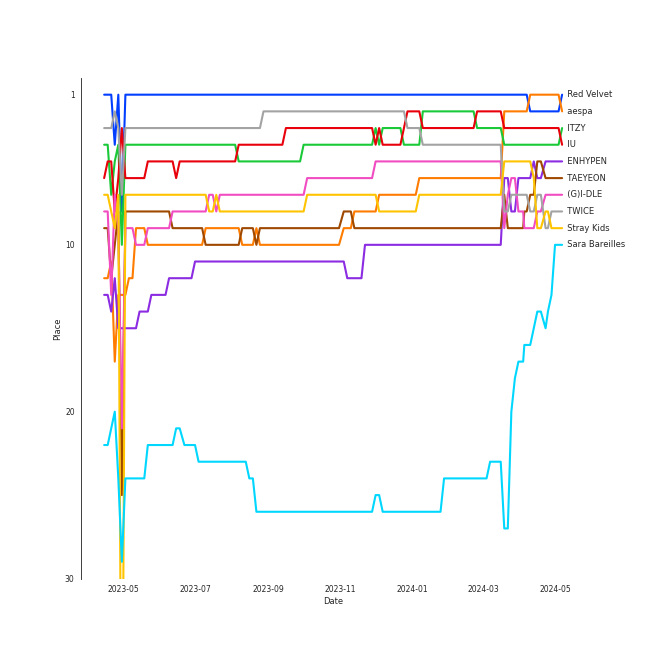 1
10
20
30
Place
2023-05
2023-07
2023-09
2023-11
2024-01
2024-03
2024-05
Date
Red Velvet
aespa
ITZY
IU
ENHYPEN
TAEYEON
(G)I-DLE
TWICE
Stray Kids
Sara Bareilles